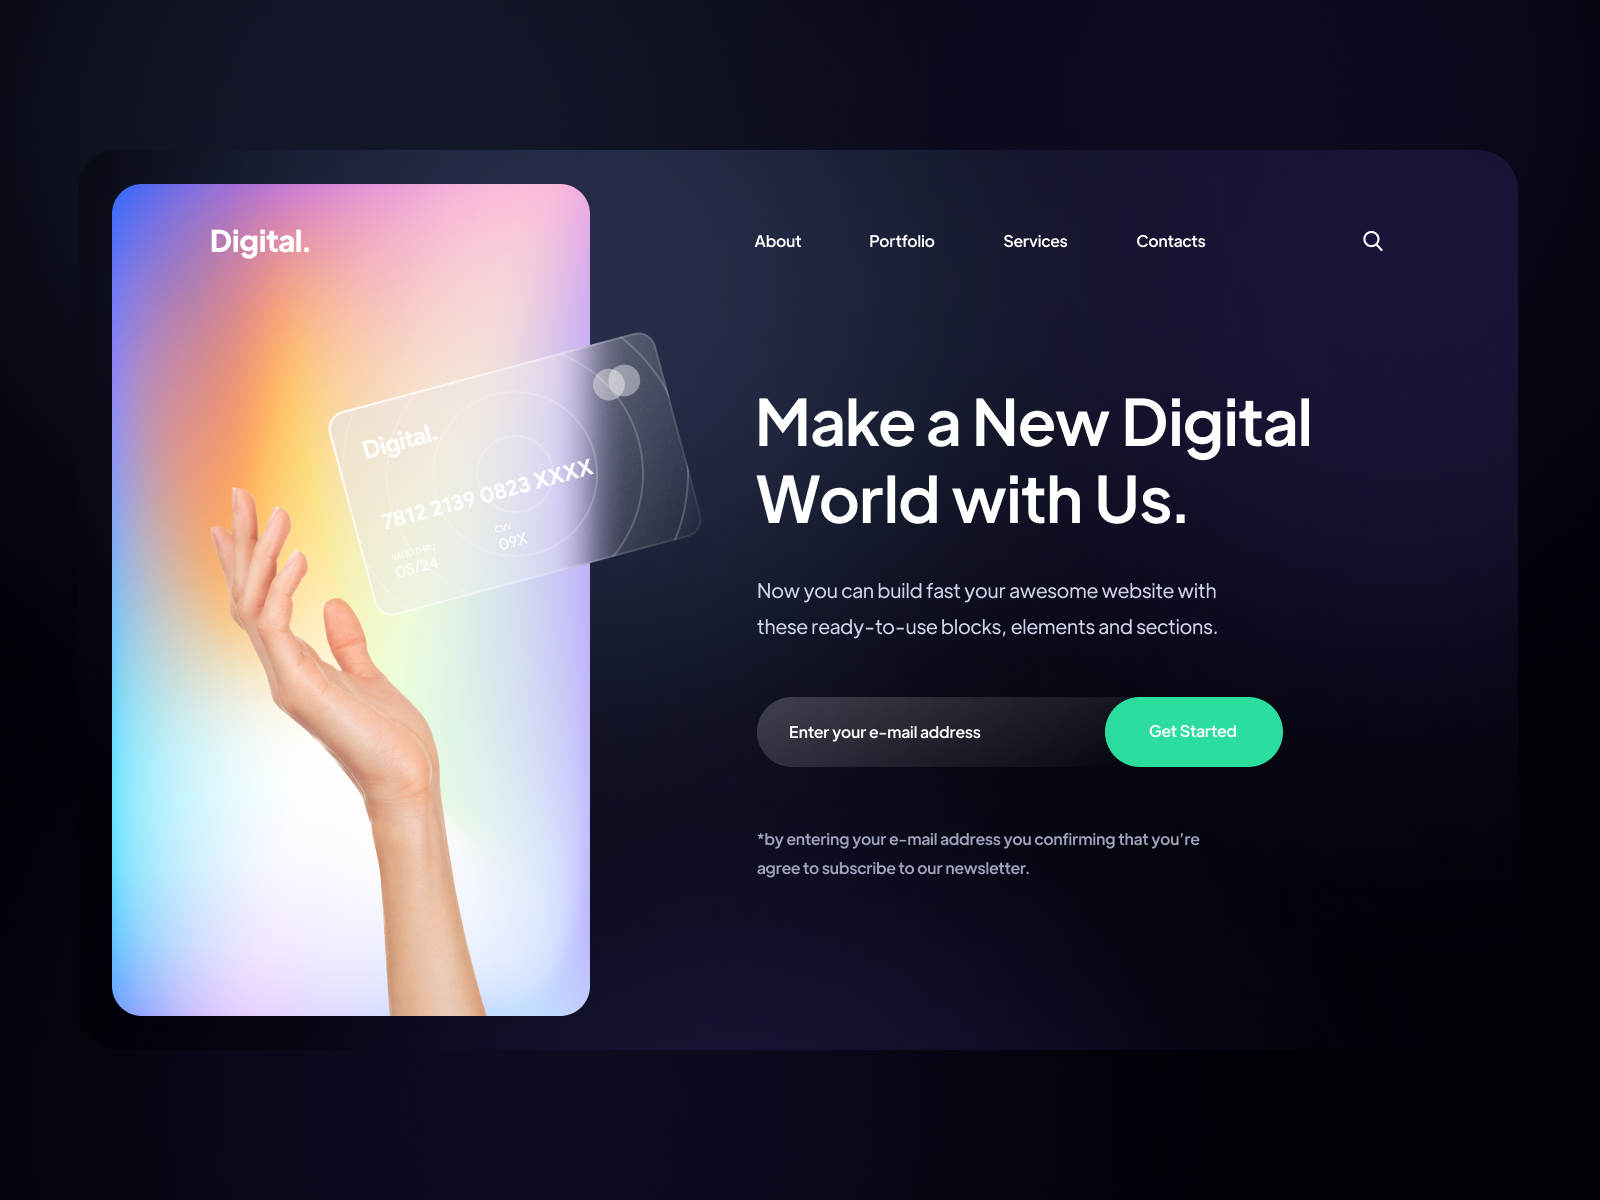 Digital.
About
Portfolio
Services
Contacts
Digital.
7812 2139 0823 XXXX
VALID THRU
05/24
CVV
09X
Make a New Digital
World with Us.
Now you can build fast your awesome website with
these ready-to-use blocks, elements and sections.
Enter your e-mail address
Get Started
*by entering your e-mail address you confirming that you’re
agree to subscribe to our newsletter.